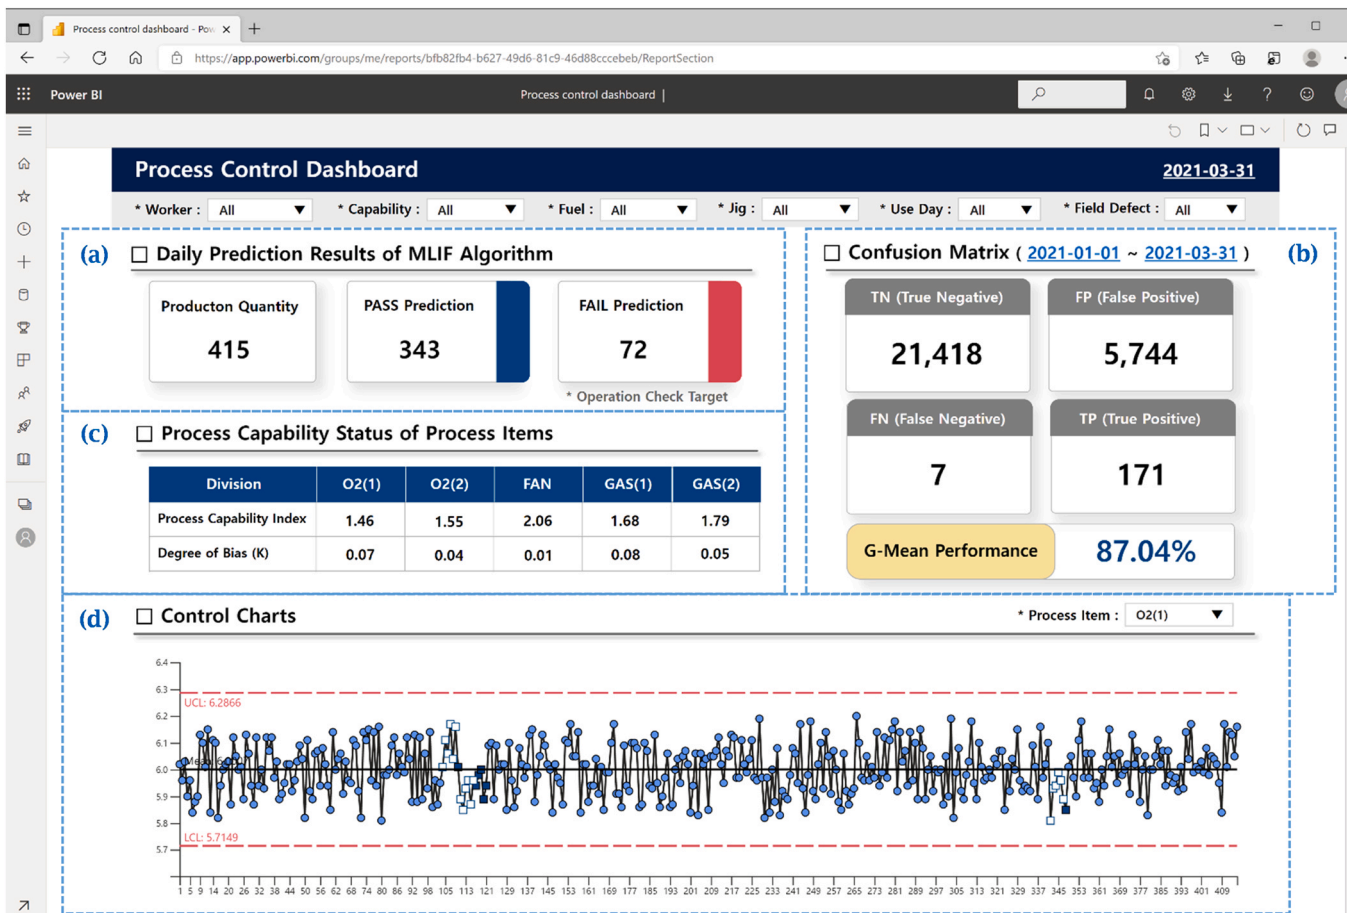 Process control dashboard - Pow
https://app.powerbi.com/groups/me/reports/bfb82fb4-b627-49d6-81c9-46d88cccebeb/ReportSection
Power BI
Process control dashboard |
Process Control Dashboard
2021-03-31
* Worker : All * Capability : All * Fuel : All * Jig : All * Use Day : All * Field Defect : All
(a) Daily Prediction Results of MLIF Algorithm
Producton Quantity
415
PASS Prediction
343
FAIL Prediction
72
* Operation Check Target
(b) Confusion Matrix ( 2021-01-01 ~ 2021-03-31 )
TN (True Negative)
21,418
FP (False Positive)
5,744
FN (False Negative)
7
TP (True Positive)
171
G-Mean Performance
87.04%
(c) Process Capability Status of Process Items
Division O2(1) O2(2) FAN GAS(1) GAS(2)
Process Capability Index 1.46 1.55 2.06 1.68 1.79
Degree of Bias (K) 0.07 0.04 0.01 0.08 0.05
(d) Control Charts
* Process Item : O2(1)
6.4
6.3
UCL: 6.2866
6.2
6.1
6.0
5.9
5.8
LCL: 5.7149
5.7
1 5 9 14 20 26 32 38 44 50 56 62 68 74 80 86 92 98 105 113 121 129 137 145 153 161 169 177 185 193 201 209 217 225 233 241 249 257 265 273 281 289 297 305 313 321 329 337 345 353 361 369 377 385 393 401 409